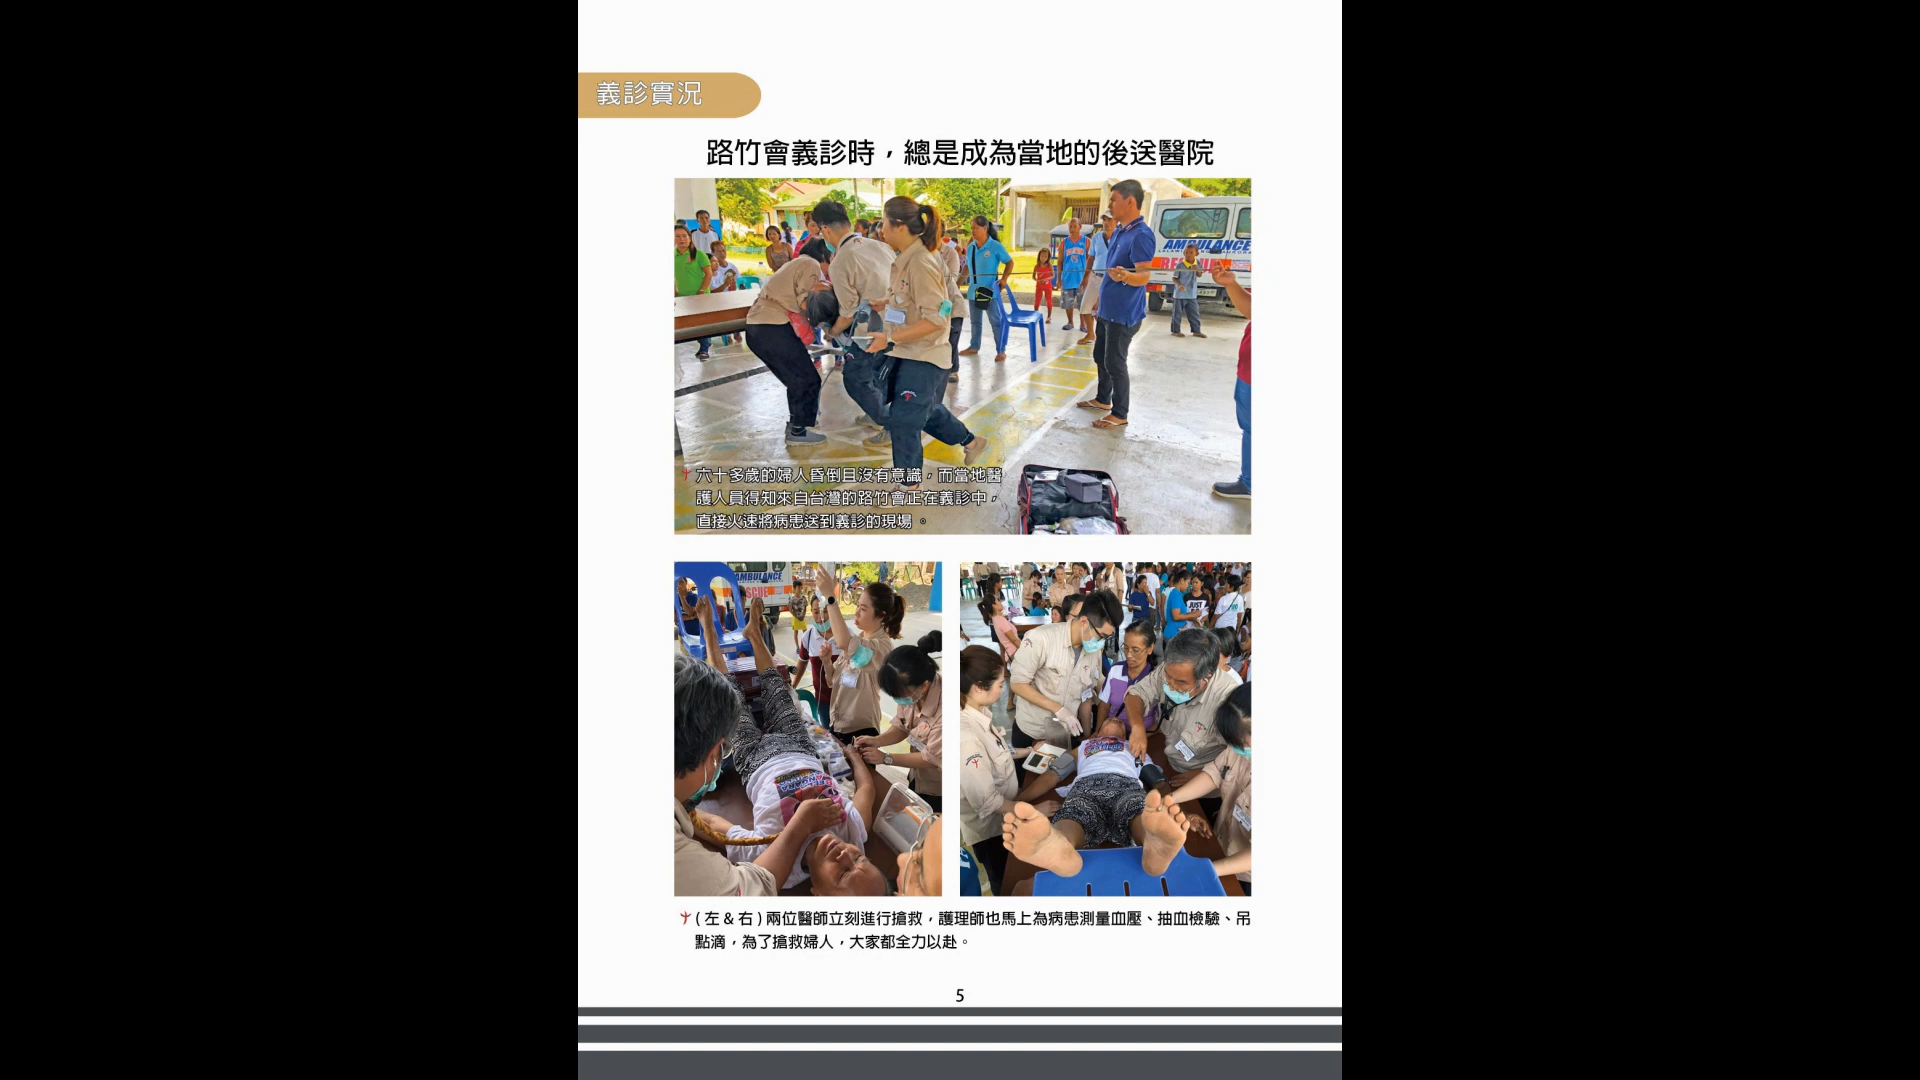 義診實況
路竹會義診時，總是成為當地的後送醫院
AMBULANCE
六十多歲的婦人昏倒且沒有意識，而當地醫
護人員得知來自台灣的路竹會正在義診中，
直接火速將病患送到義診的現場。
AMBULANCE
SCUE
JUST
(左&右)兩位醫師立刻進行搶救，護理師也馬上為病患測量血壓、抽血檢驗、吊
點滴，為了搶救婦人，大家都全力以赴。
5